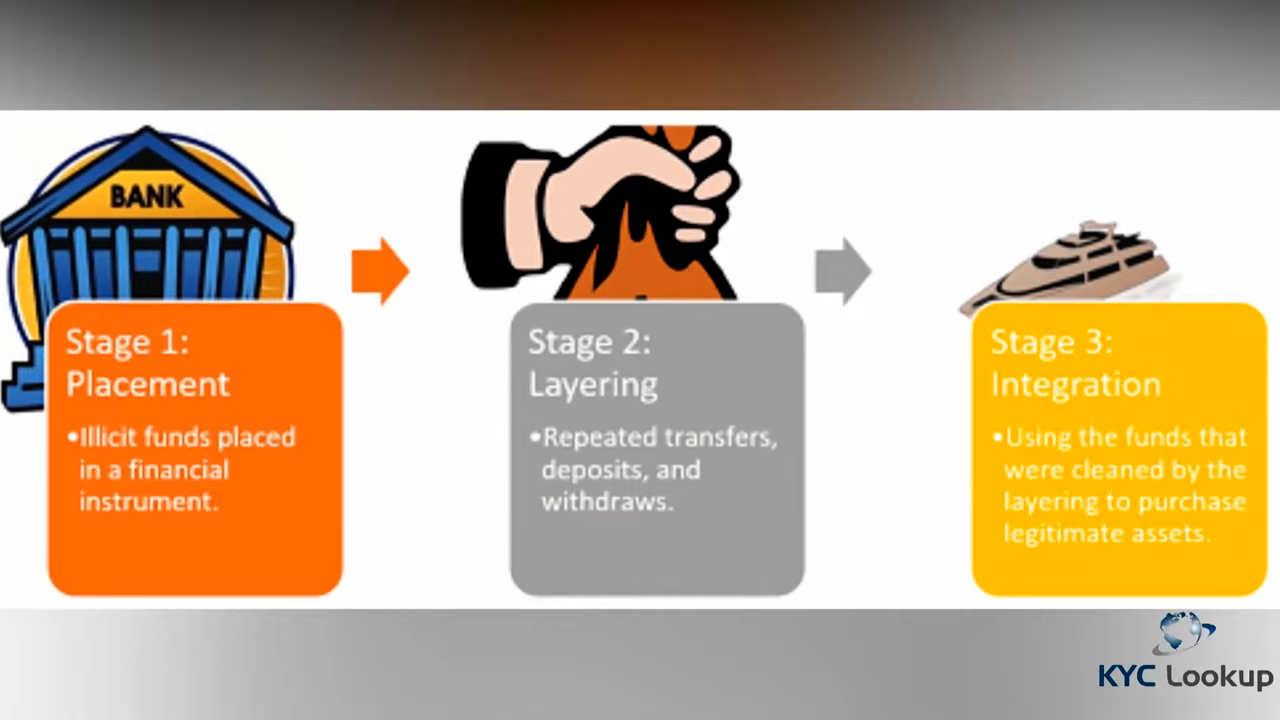 BANK
Stage 1:
Placement
•Illicit funds placed
in a financial
instrument.
Stage 2:
Layering
•Repeated transfers,
deposits, and
withdraws.
Stage 3:
Integration
•Using the funds that
were cleaned by the
layering to purchase
legitimate assets.
KYC Lookup